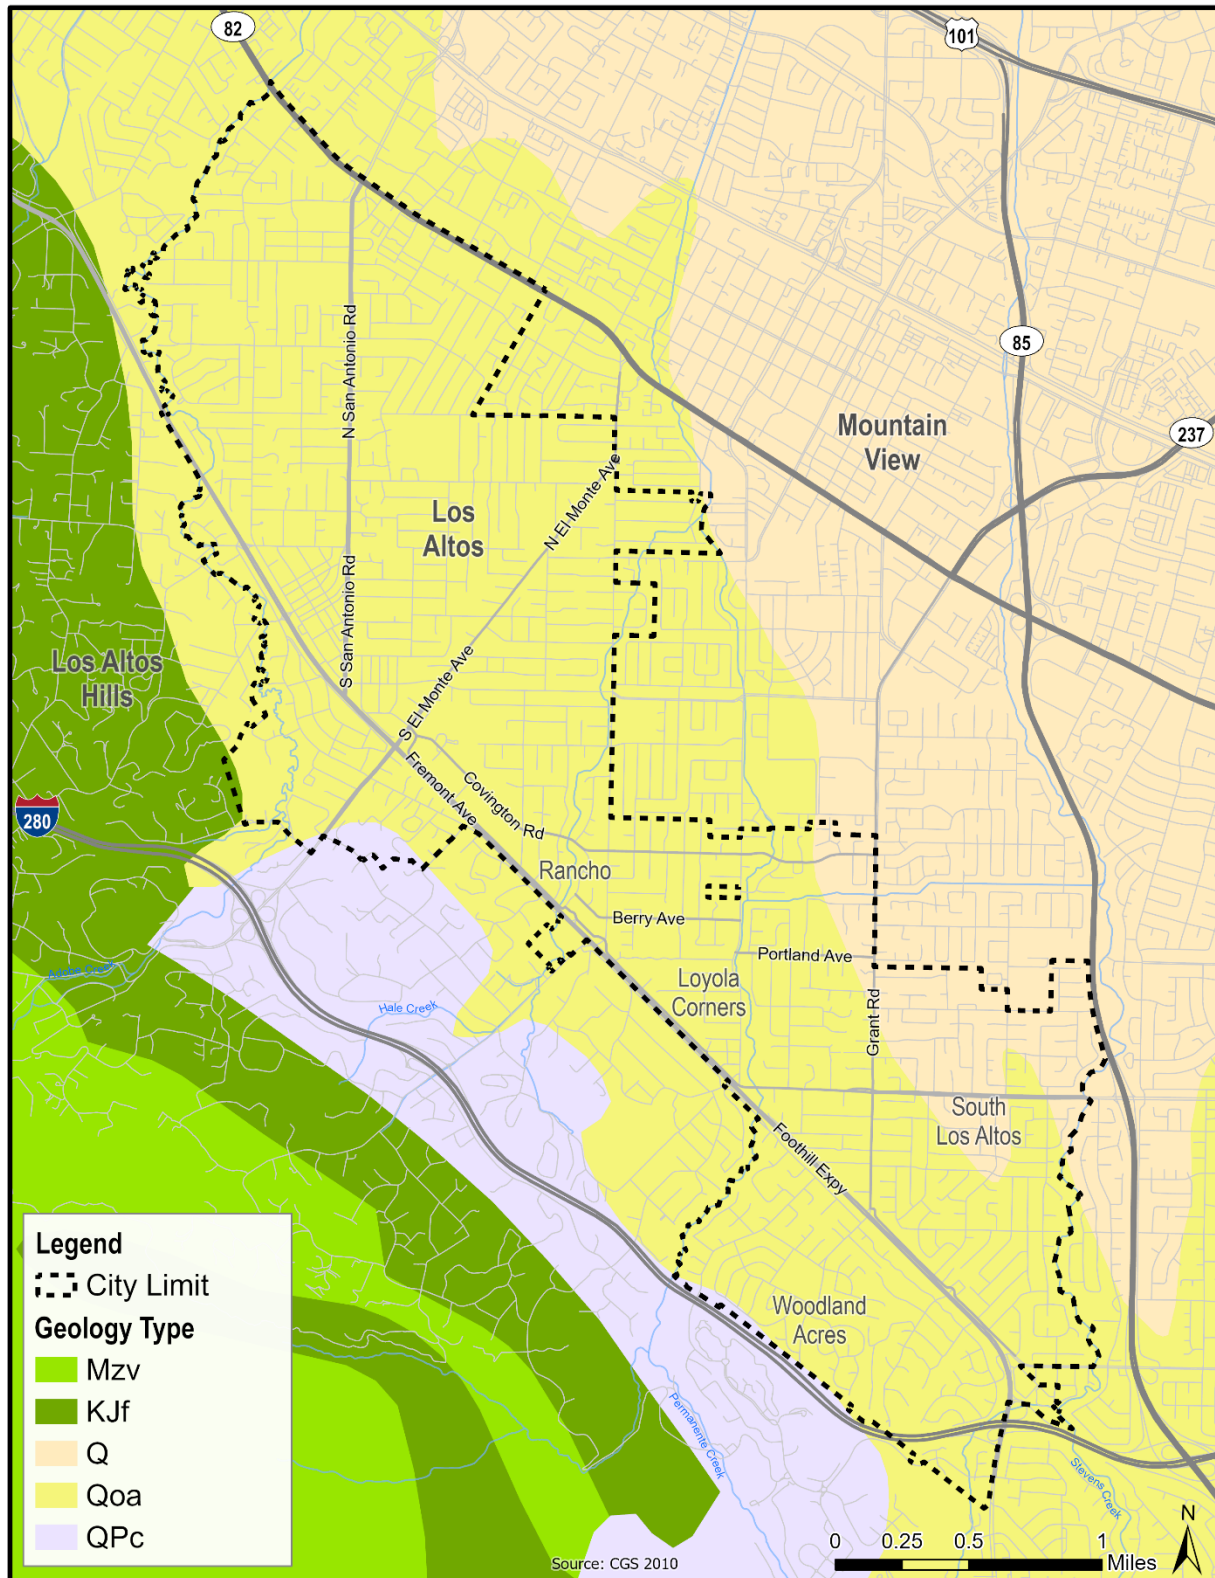 82
101
85
237
Mountain
View
N San Antonio Rd
Los
Altos
N El Monte Ave
S San Antonio Rd
Los Altos
Hills
S El Monte Ave
280
Fremont Ave
Covington Rd
Rancho
Berry Ave
Portland Ave
Loyola
Corners
Adobe Creek
Hale Creek
Grant Rd
South
Los Altos
Foothill Expy
Woodland
Acres
Permanente Creek
Stevens Creek
Legend
City Limit
Geology Type
Mzv
KJf
Q
Qoa
QPc
Source: CGS 2010
0 0.25 0.5 1
Miles
N